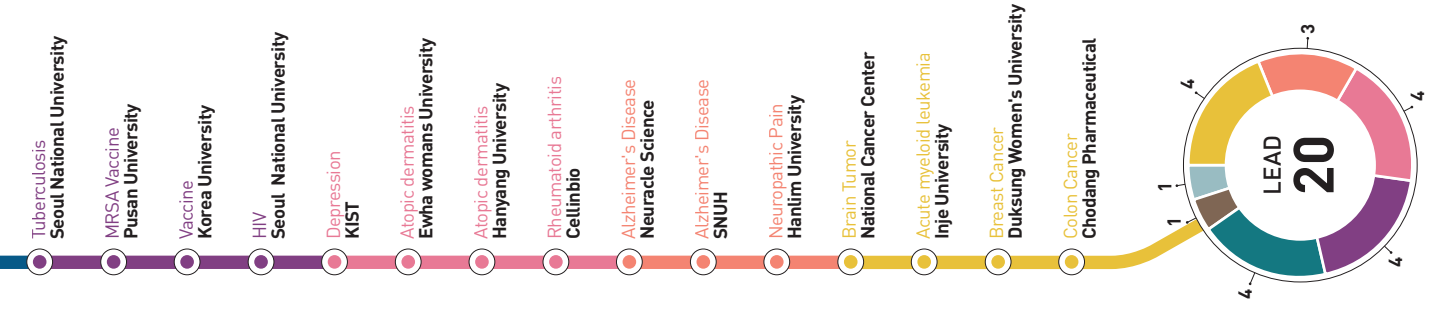 Tuberculosis
Seoul National University
MRSA Vaccine
Pusan University
Vaccine
Korea University
HIV
Seoul National University
Depression
KIST
Atopic dermatitis
Ewha womans University
Atopic dermatitis
Hanyang University
Rheumatoid arthritis
Cellinbio
Alzheimer's Disease
Neuracle Science
Alzheimer's Disease
SNUH
Neuropathic Pain
Hanlim University
Brain Tumor
National Cancer Center
Acute myeloid leukemia
Inje University
Breast Cancer
Duksung Women's University
Colon Cancer
Chodang Pharmaceutical
LEAD
20
3
4
4
4
1
1
4